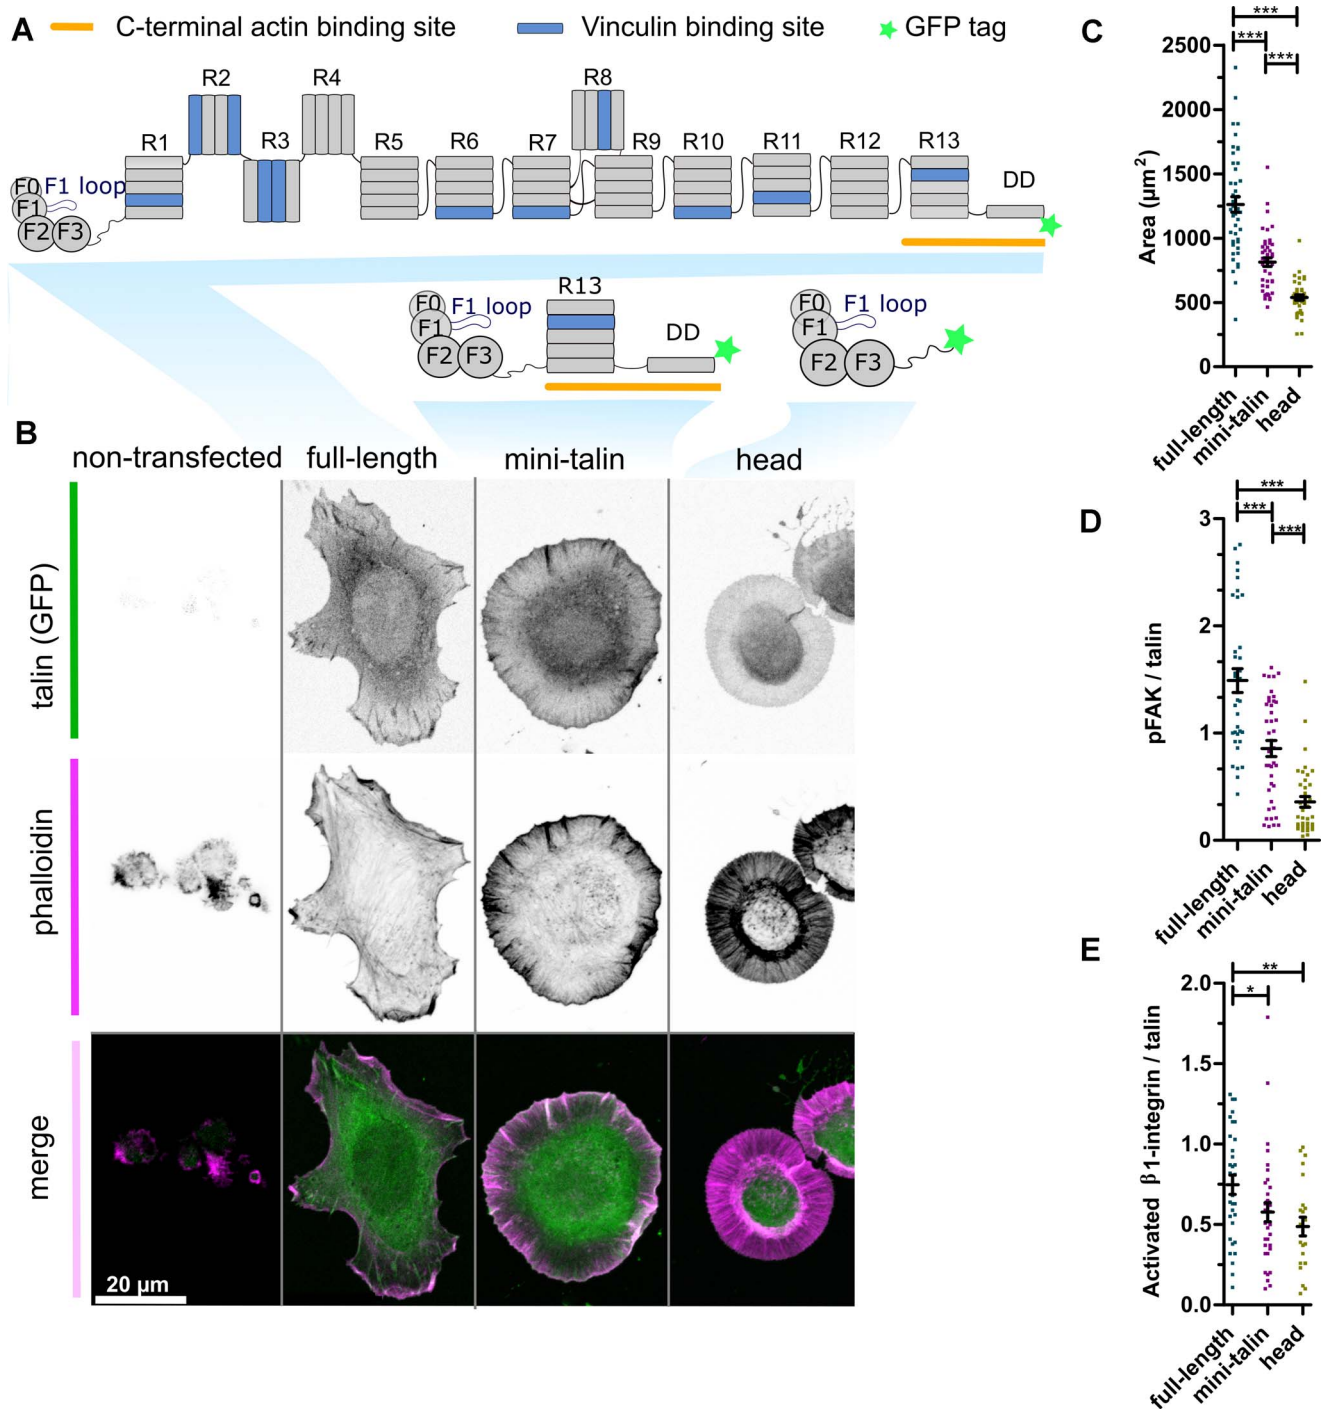 A
C-terminal actin binding site
Vinculin binding site
GFP tag
R1
R2
R3
R4
R5
R6
R7
R8
R9
R10
R11
R12
R13
DD
F0
F1 loop
F1
F2
F3
R13
F0
F1 loop
F1
F2
F3
DD
F0
F1 loop
F1
F2
F3
B
non-transfected
full-length
mini-talin
head
talin (GFP)
phalloidin
merge
20 µm
C
***
***
***
2500
2000
1500
1000
500
0
Area (µm²)
full-length
mini-talin
head
D
***
***
***
3
2
1
0
pFAK / talin
full-length
mini-talin
head
E
**
*
2.0
1.5
1.0
0.5
0.0
Activated β1-integrin / talin
full-length
mini-talin
head